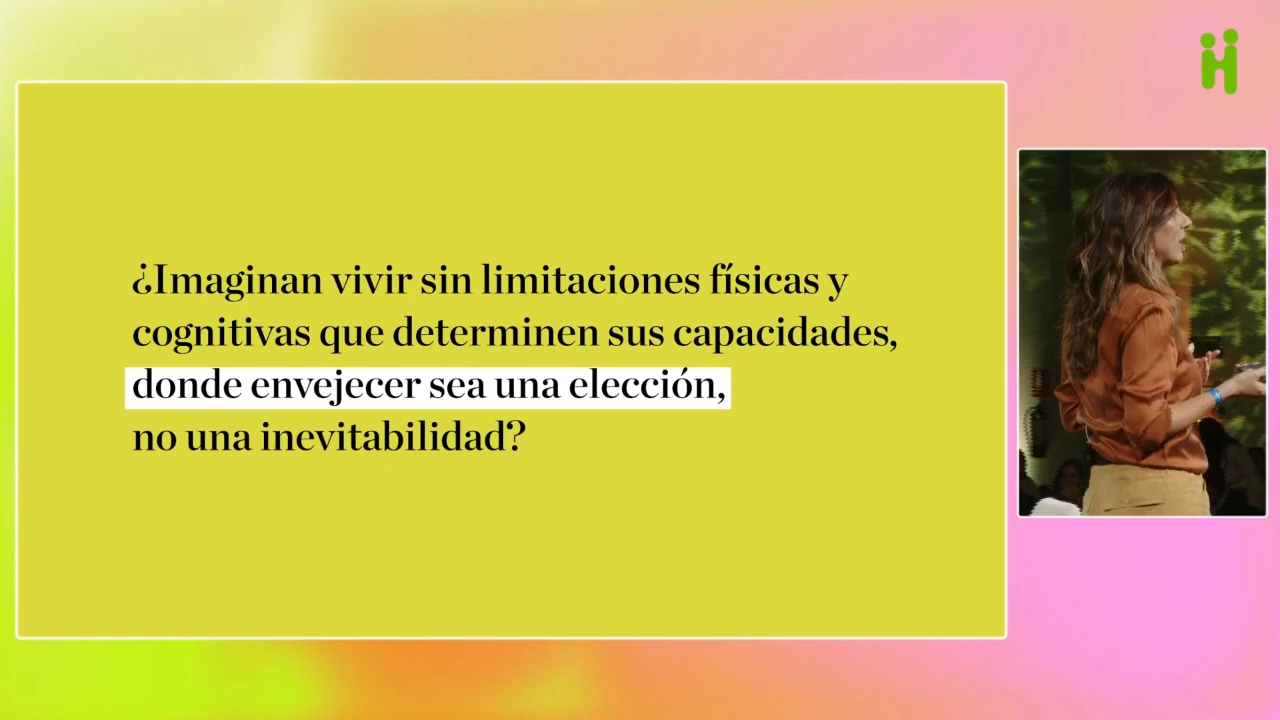 ¿Imaginan vivir sin limitaciones físicas y
cognitivas que determinen sus capacidades,
donde envejecer sea una elección,
no una inevitabilidad?